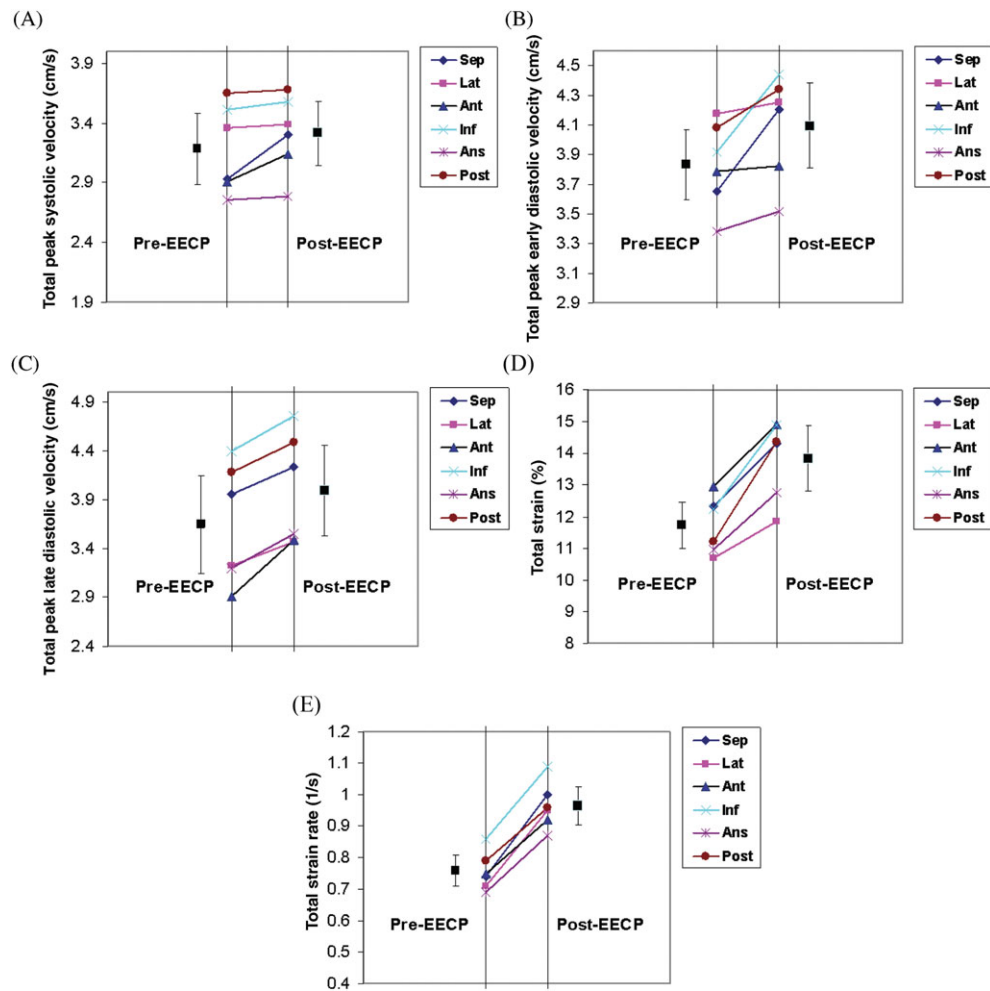 (A)
Total peak systolic velocity (cm/s)
3.9
3.4
2.9
2.4
1.9
Pre-EECP
Post-EECP
Sep
Lat
Ant
Inf
Ans
Post
(B)
Total peak early diastolic velocity (cm/s)
4.5
4.3
4.1
3.9
3.7
3.5
3.3
3.1
2.9
Pre-EECP
Post-EECP
Sep
Lat
Ant
Inf
Ans
Post
(C)
Total peak late diastolic velocity (cm/s)
4.9
4.4
3.9
3.4
2.9
2.4
Pre-EECP
Post-EECP
Sep
Lat
Ant
Inf
Ans
Post
(D)
Total strain (%)
16
15
14
13
12
11
10
9
8
Pre-EECP
Post-EECP
Sep
Lat
Ant
Inf
Ans
Post
(E)
Total strain rate (1/s)
1.2
1.1
1
0.9
0.8
0.7
0.6
0.5
0.4
Pre-EECP
Post-EECP
Sep
Lat
Ant
Inf
Ans
Post